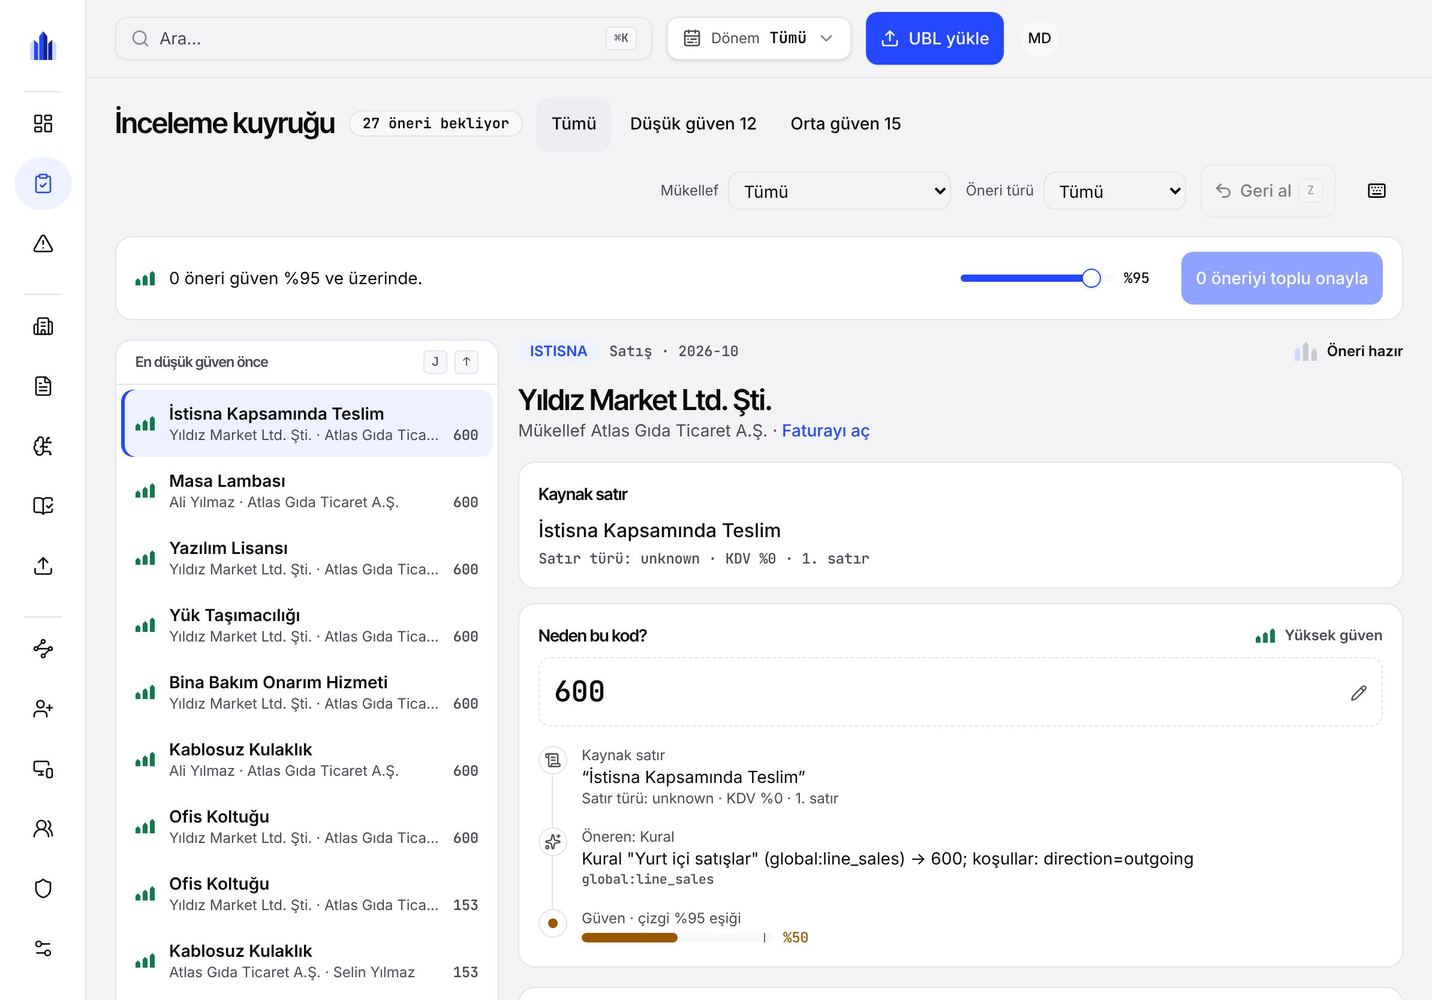 Ara...
⌘K
Dönem Tümü
UBL yükle
MD
İnceleme kuyruğu
27 öneri bekliyor
Tümü
Düşük güven 12
Orta güven 15
Mükellef
Tümü
Öneri türü
Tümü
Geri al
Z
0 öneri güven %95 ve üzerinde.
%95
0 öneriyi toplu onayla
En düşük güven önce
J
↑
İstisna Kapsamında Teslim
Yıldız Market Ltd. Şti. · Atlas Gıda Tica... 600
Masa Lambası
Ali Yılmaz · Atlas Gıda Ticaret A.Ş. 600
Yazılım Lisansı
Yıldız Market Ltd. Şti. · Atlas Gıda Tica... 600
Yük Taşımacılığı
Yıldız Market Ltd. Şti. · Atlas Gıda Tica... 600
Bina Bakım Onarım Hizmeti
Yıldız Market Ltd. Şti. · Atlas Gıda Tica... 600
Kablosuz Kulaklık
Ali Yılmaz · Atlas Gıda Ticaret A.Ş. 600
Ofis Koltuğu
Yıldız Market Ltd. Şti. · Atlas Gıda Tica... 600
Ofis Koltuğu
Yıldız Market Ltd. Şti. · Atlas Gıda Tica... 153
Kablosuz Kulaklık
Atlas Gıda Ticaret A.Ş. · Selin Yılmaz 153
ISTISNA
Satış · 2026-10
Öneri hazır
Yıldız Market Ltd. Şti.
Mükellef Atlas Gıda Ticaret A.Ş. · Faturayı aç
Kaynak satır
İstisna Kapsamında Teslim
Satır türü: unknown · KDV %0 · 1. satır
Neden bu kod?
Yüksek güven
600
Kaynak satır
“İstisna Kapsamında Teslim”
Satır türü: unknown · KDV %0 · 1. satır
Öneren: Kural
Kural "Yurt içi satışlar" (global:line_sales) → 600; koşullar: direction=outgoing
global:line_sales
Güven · çizgi %95 eşiği
%50